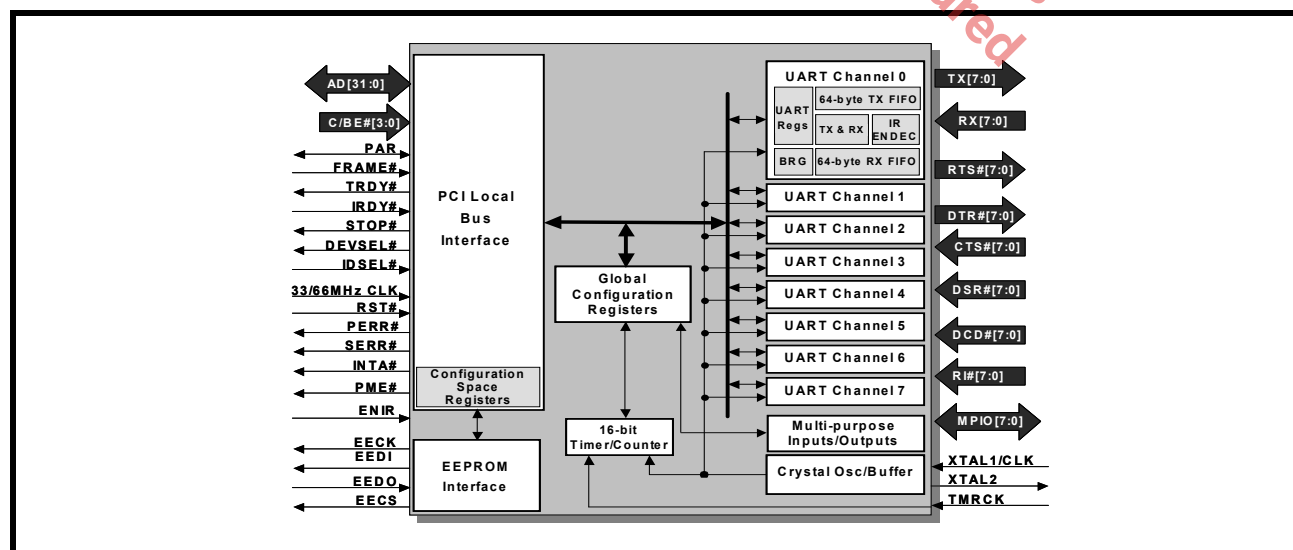 ared
AD[31:0]
C/BE#[3:0]
PAR
FRAME#
TRDY#
IRDY#
STOP#
DEVSEL#
IDSEL#
33/66MHz CLK
RST#
PERR#
SERR#
INTA#
PME#
ENIR
EECK
EEDI
EEDO
EECS
PCI Local
Bus
Interface
Configuration
Space
Registers
EEPROM
Interface
Global
Configuration
Registers
16-bit
Timer/Counter
UART Channel 0
UART
Regs
64-byte TX FIFO
TX & RX
IR
ENDEC
BRG
64-byte RX FIFO
UART Channel 1
UART Channel 2
UART Channel 3
UART Channel 4
UART Channel 5
UART Channel 6
UART Channel 7
Multi-purpose
Inputs/Outputs
Crystal Osc/Buffer
TX[7:0]
RX[7:0]
RTS#[7:0]
DTR#[7:0]
CTS#[7:0]
DSR#[7:0]
DCD#[7:0]
RI#[7:0]
MPIO[7:0]
XTAL1/CLK
XTAL2
TMRCK